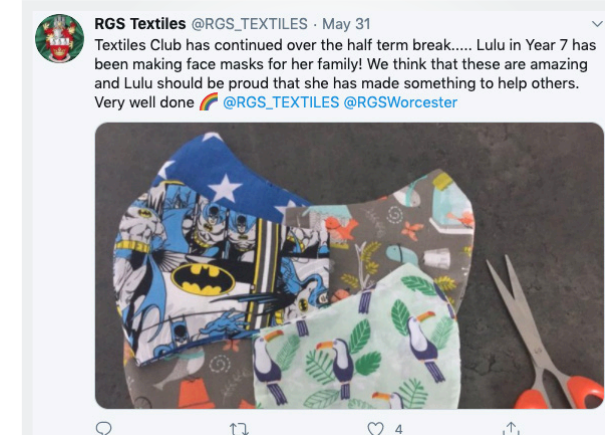 RGS Textiles @RGS_TEXTILES · May 31
Textiles Club has continued over the half term break..... Lulu in Year 7 has
been making face masks for her family! We think that these are amazing
and Lulu should be proud that she has made something to help others.
Very well done 🌈 @RGS_TEXTILES @RGSWorcester
4